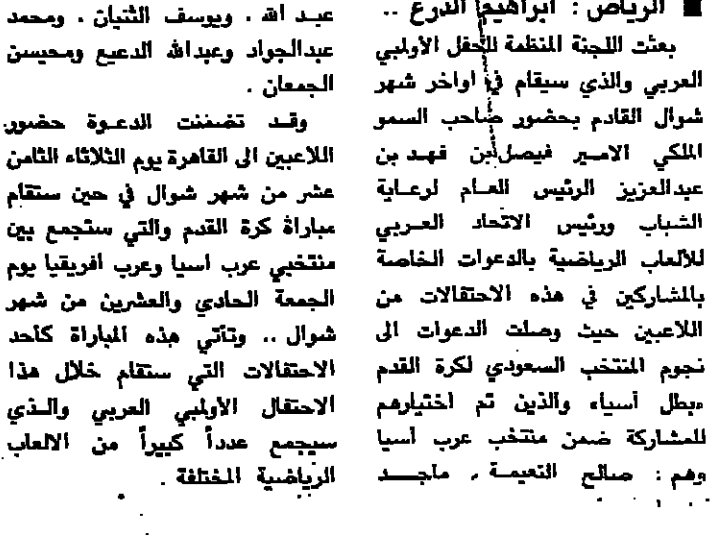 ■ الرياض : ابراهيم الدرع ..
بعثت اللجنة المنظمة للحفل الأولمبي
العربي والذي سيقام في اواخر شهر
شوال القادم بحضور صاحب السمو
الملكي الامير فيصل بن فهد بن
عبدالعزيز الرئيس العام لرعاية
الشباب ورئيس الاتحاد العربي
للألعاب الرياضية بالدعوات الخاصة
بالمشاركين في هذه الاحتفالات من
اللاعبين حيث وصلت الدعوات الى
نجوم المنتخب السعودي لكرة القدم
«بطل أسيا» والذين تم اختيارهم
للمشاركة ضمن منتخب عرب أسيا
وهم : صالح النعيمة ، ماجد
عبد الله ، ويوسف الثنيان ، ومحمد
عبدالجواد وعبدالله الدعيع ومحيسن
الجمعان .
وقد تضمنت الدعوة حضور
اللاعبين الى القاهرة يوم الثلاثاء الثامن
عشر من شهر شوال في حين ستقام
مباراة كرة القدم والتي ستجمع بين
منتخبي عرب اسيا وعرب افريقيا يوم
الجمعة الحادي والعشرين من شهر
شوال .. وتأتي هذه المباراة كأحد
الاحتفالات التي ستقام خلال هذا
الاحتفال الأولمبي العربي والذي
سيجمع عدداً كبيراً من الالعاب
الرياضية المختلفة .